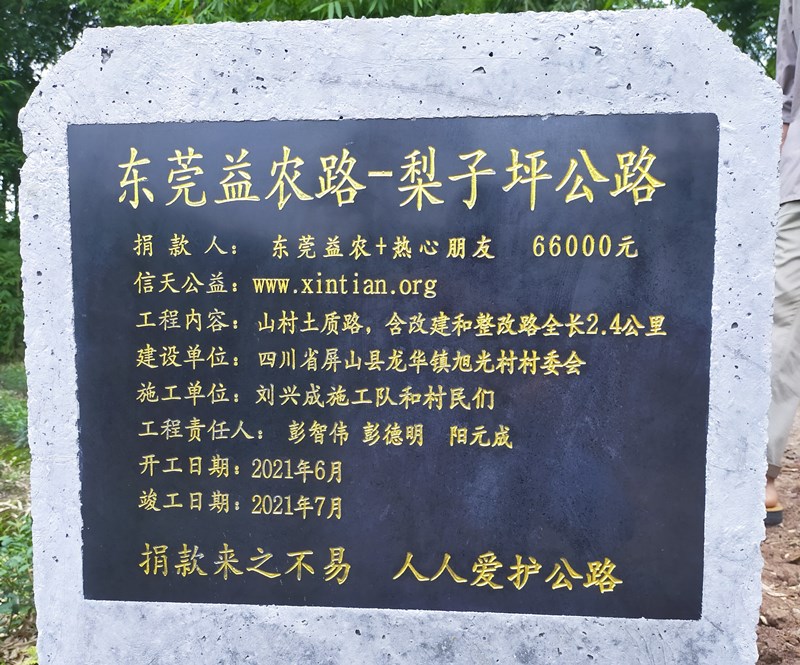 东莞益农路-梨子坪公路
捐款人： 东莞益农+热心朋友 66000元
信天公益：www.xintian.org
工程内容：山村土质路，含改建和整改路全长2.4公里
建设单位：四川省屏山县龙华镇旭光村村委会
施工单位：刘兴成施工队和村民们
工程责任人： 彭智伟 彭德明 阳元成
开工日期：2021年6月
竣工日期：2021年7月
捐款来之不易 人人爱护公路